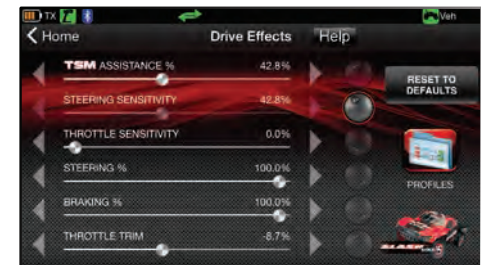 TX Veh
Home Drive Effects Help
TSM ASSISTANCE % 42.8%
STEERING SENSITIVITY 42.8%
THROTTLE SENSITIVITY 0.0%
STEERING % 100.0%
BRAKING % 100.0%
THROTTLE TRIM -8.7%
RESET TO
DEFAULTS
PROFILES
SLASH